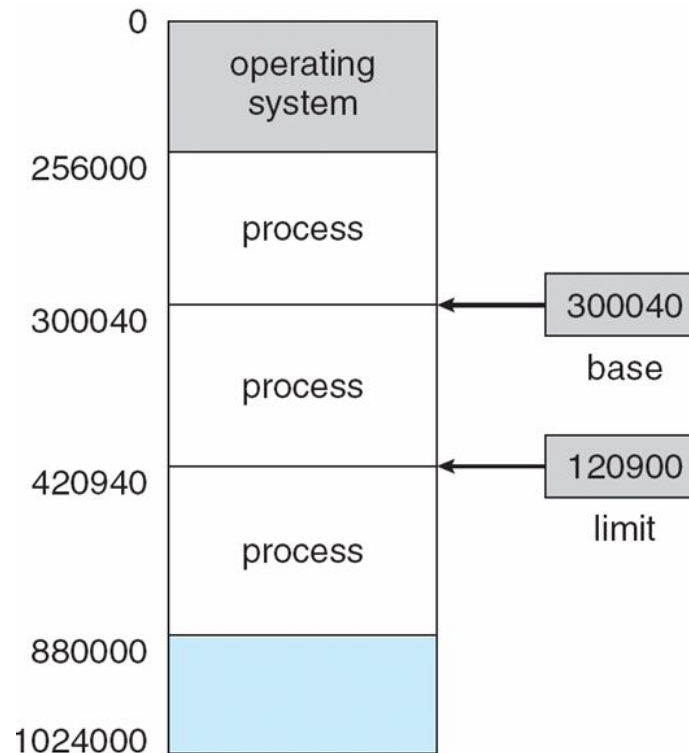 0
operating
system
256000
process
300040
300040
base
process
120900
420940
limit
process
880000
1024000